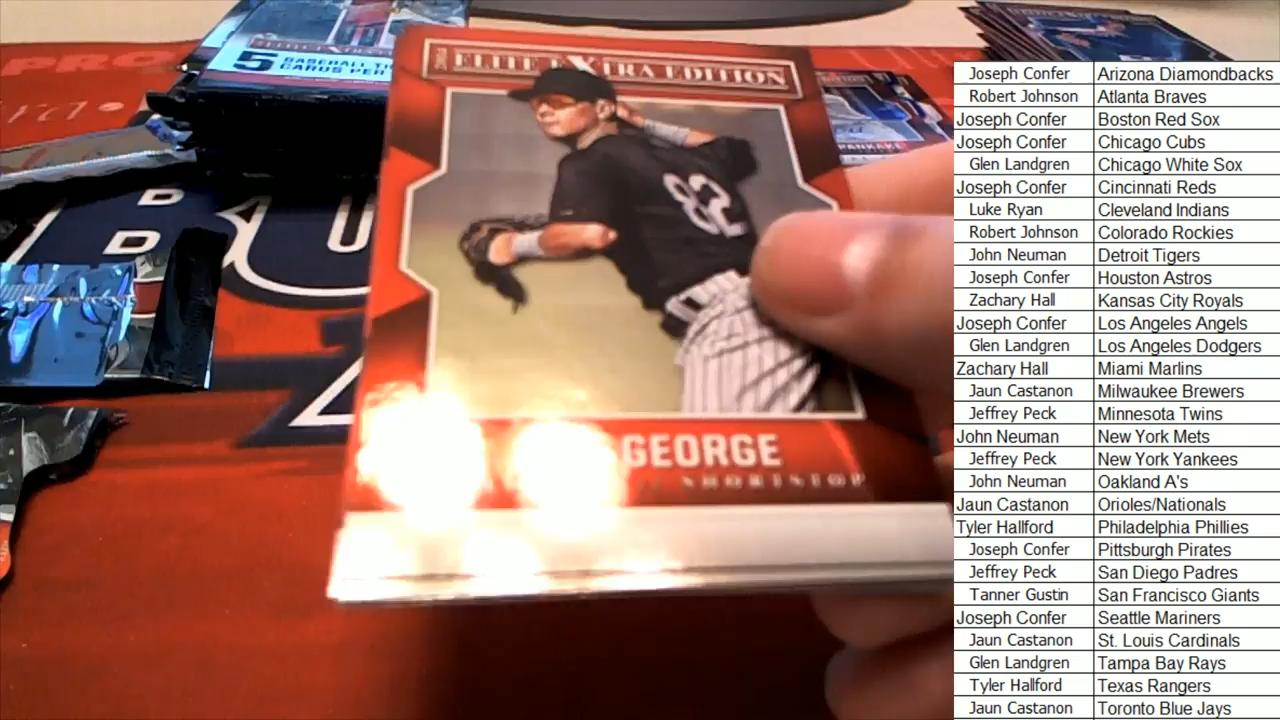 PRO
5 BASEBALL
CARDS PER
ELITE EXTRA EDITION
82
PANKAKE
GEORGE
SHORTSTOP
Joseph Confer Arizona Diamondbacks
Robert Johnson Atlanta Braves
Joseph Confer Boston Red Sox
Joseph Confer Chicago Cubs
Glen Landgren Chicago White Sox
Joseph Confer Cincinnati Reds
Luke Ryan Cleveland Indians
Robert Johnson Colorado Rockies
John Neuman Detroit Tigers
Joseph Confer Houston Astros
Zachary Hall Kansas City Royals
Joseph Confer Los Angeles Angels
Glen Landgren Los Angeles Dodgers
Zachary Hall Miami Marlins
Jaun Castanon Milwaukee Brewers
Jeffrey Peck Minnesota Twins
John Neuman New York Mets
Jeffrey Peck New York Yankees
John Neuman Oakland A's
Jaun Castanon Orioles/Nationals
Tyler Hallford Philadelphia Phillies
Joseph Confer Pittsburgh Pirates
Jeffrey Peck San Diego Padres
Tanner Gustin San Francisco Giants
Joseph Confer Seattle Mariners
Jaun Castanon St. Louis Cardinals
Glen Landgren Tampa Bay Rays
Tyler Hallford Texas Rangers
Jaun Castanon Toronto Blue Jays